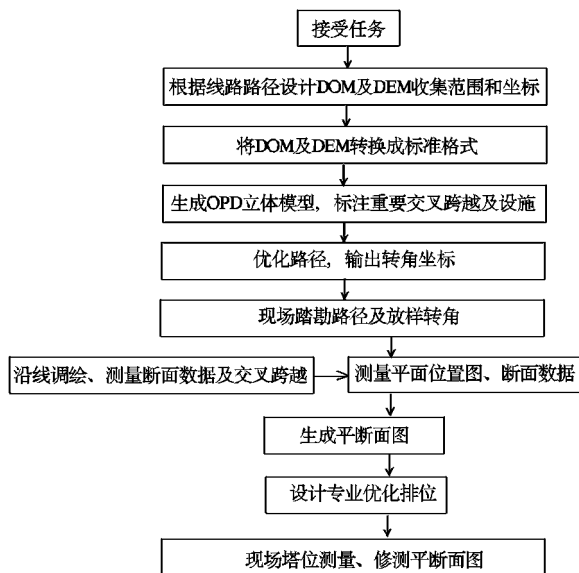 接受任务
根据线路路径设计DOM及DEM收集范围和坐标
将DOM及DEM转换成标准格式
生成OPD立体模型，标注重要交叉跨越及设施
优化路径，输出转角坐标
现场踏勘路径及放样转角
沿线调绘、测量断面数据及交叉跨越
测量平面位置图、断面数据
生成平断面图
设计专业优化排位
现场塔位测量、修测平断面图